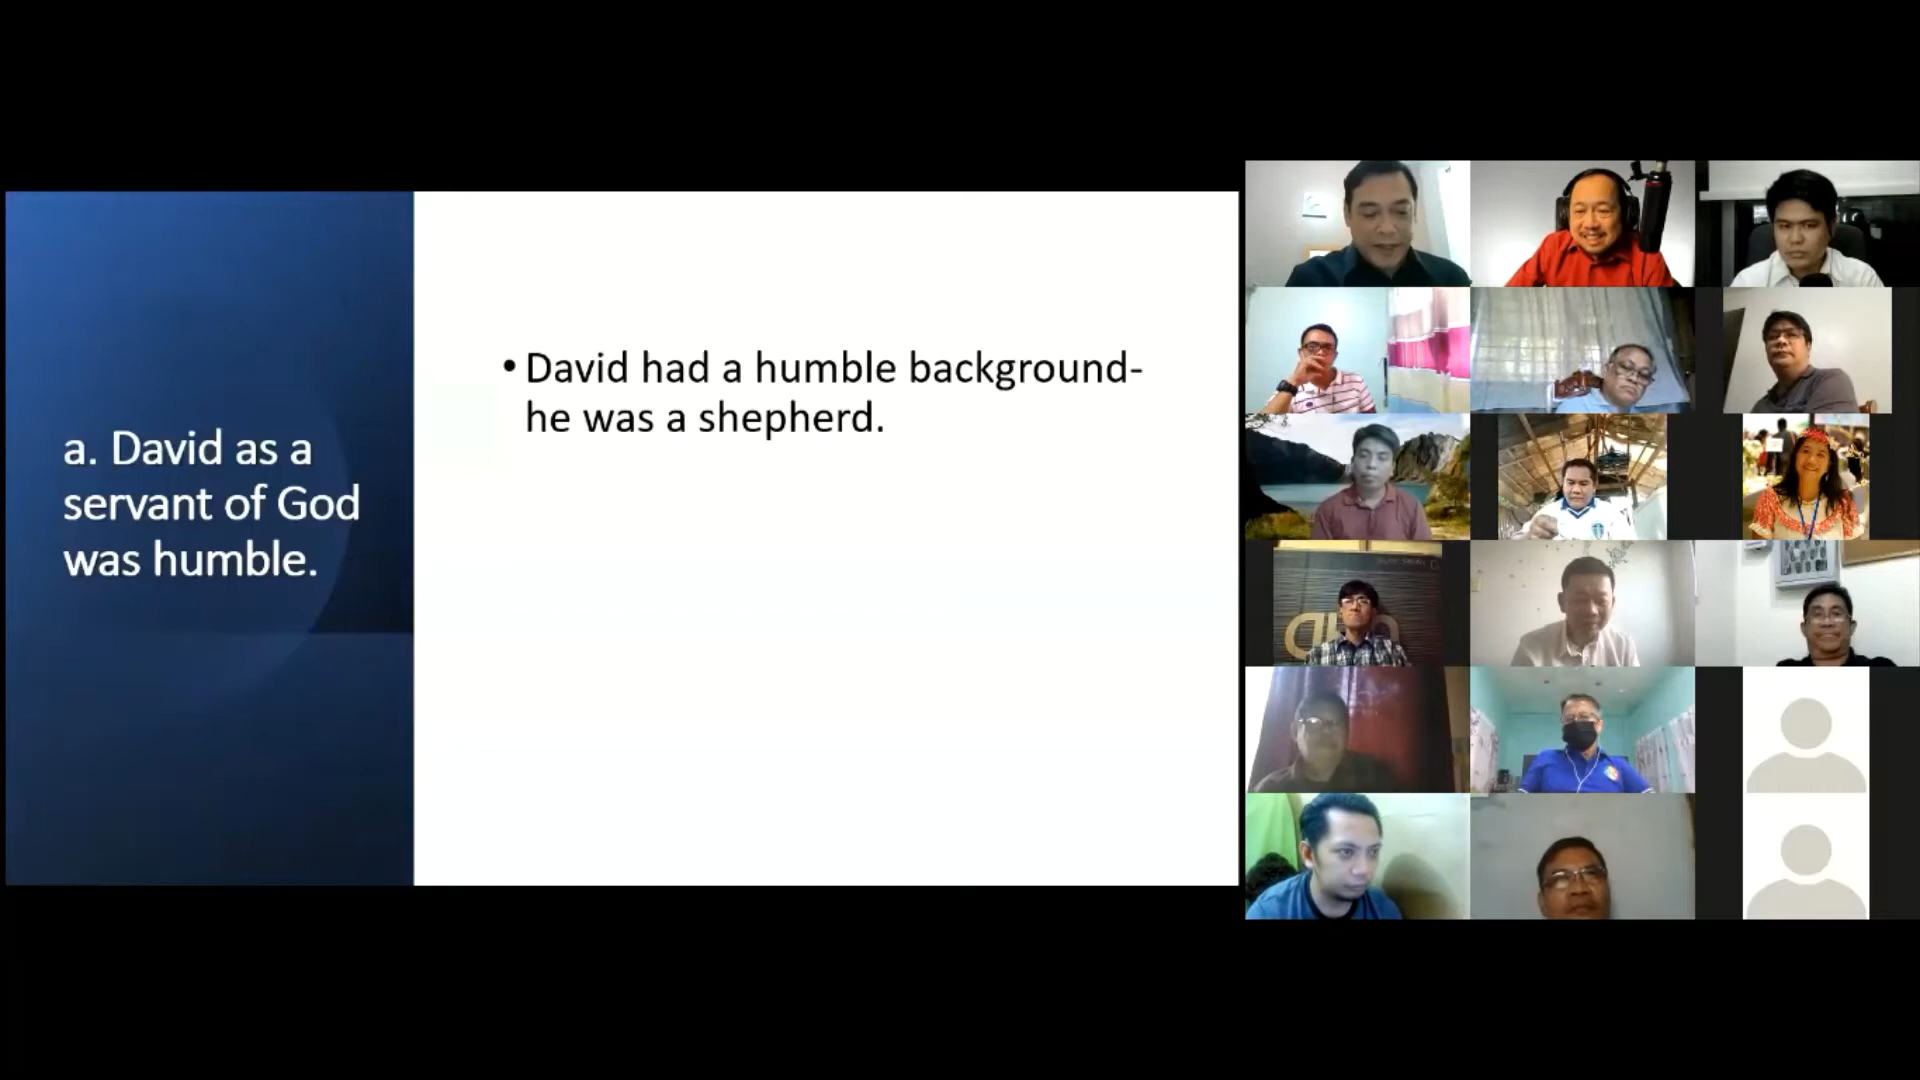 a. David as a
servant of God
was humble.
• David had a humble background-
he was a shepherd.